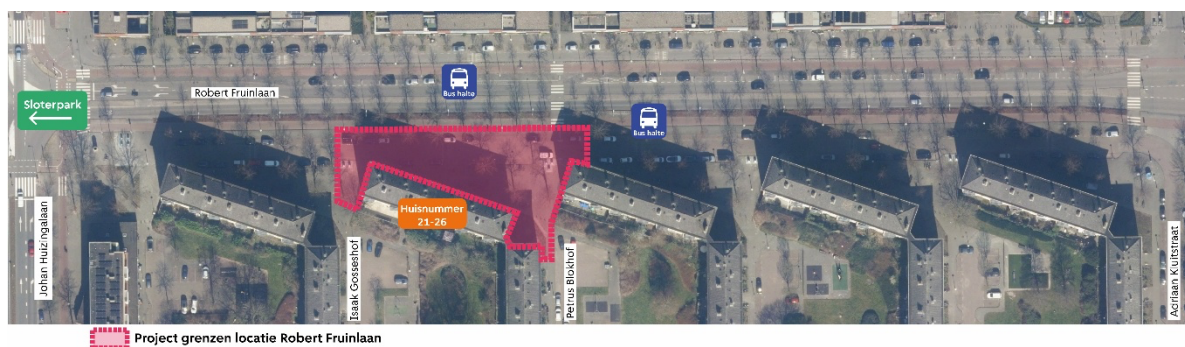 Sloterpark
Robert Fruinlaan
Bus halte
Bus halte
Huisnummer
21-26
Johan Huizingalaan
Isaak Gosseshof
Petrus Blokhof
Adriaan Kluitstraat
Project grenzen locatie Robert Fruinlaan